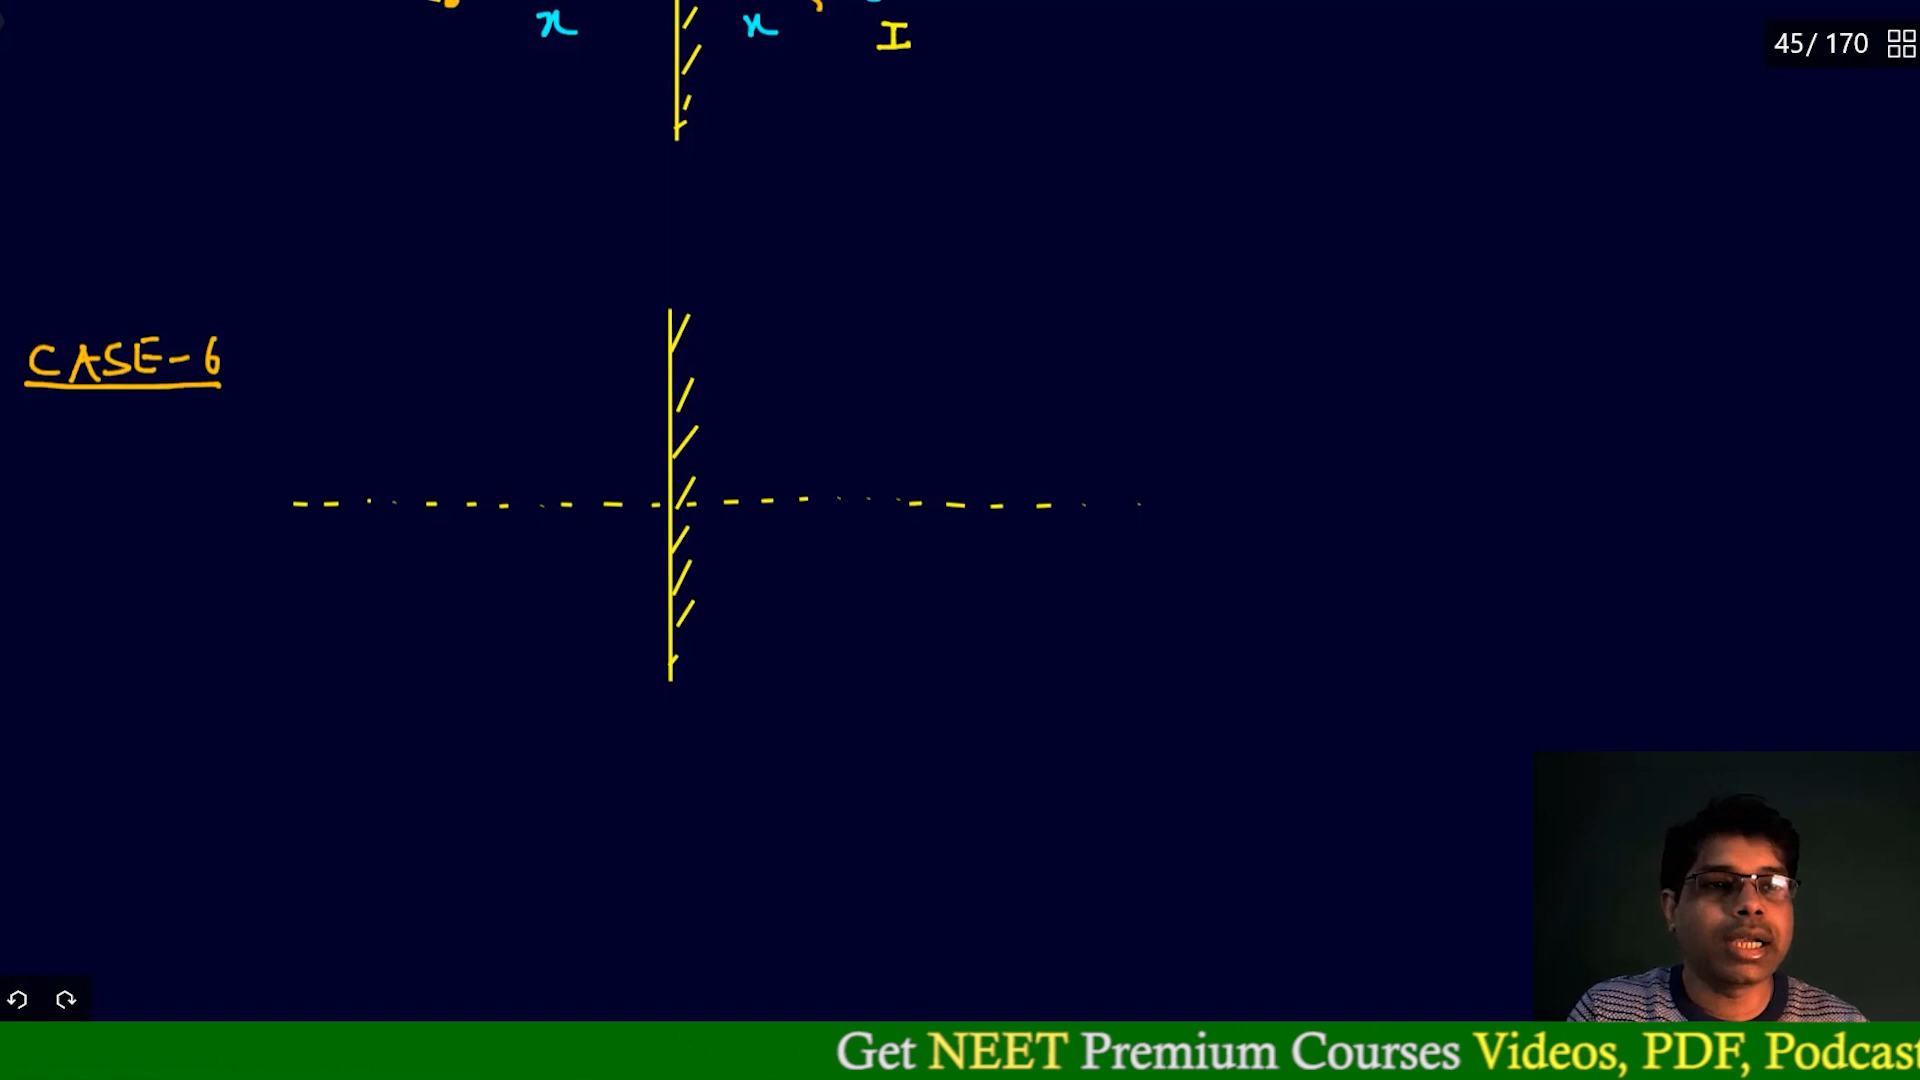 x x
I
45/ 170
CASE-6
Get NEET Premium Courses Videos, PDF, Podcast